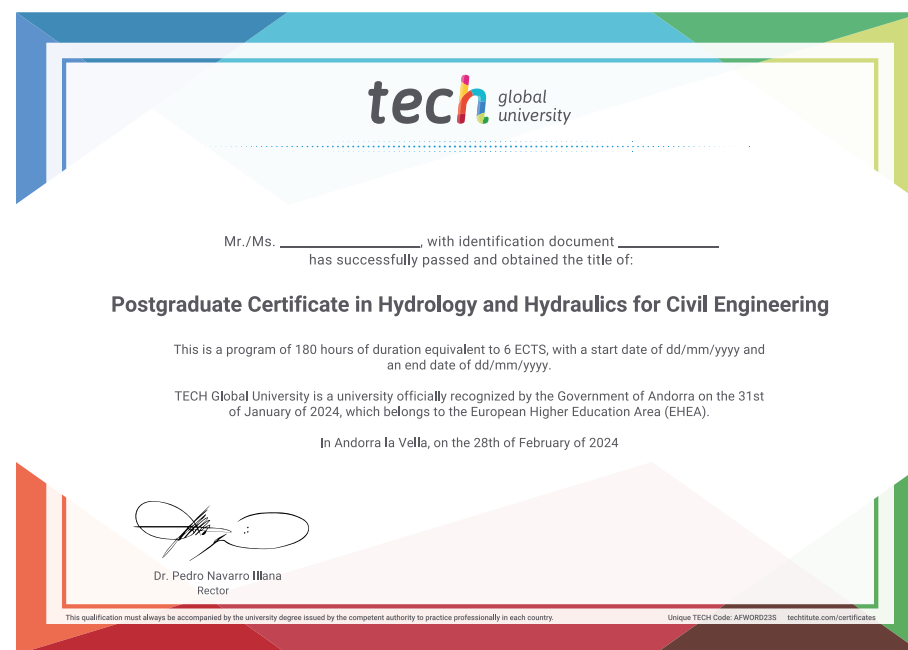 tech global university
Mr./Ms. ____________________, with identification document ______________
has successfully passed and obtained the title of:
Postgraduate Certificate in Hydrology and Hydraulics for Civil Engineering
This is a program of 180 hours of duration equivalent to 6 ECTS, with a start date of dd/mm/yyyy and
an end date of dd/mm/yyyy.
TECH Global University is a university officially recognized by the Government of Andorra on the 31st
of January of 2024, which belongs to the European Higher Education Area (EHEA).
In Andorra la Vella, on the 28th of February of 2024
Dr. Pedro Navarro Illana
Rector
This qualification must always be accompanied by the university degree issued by the competent authority to practice professionally in each country. Unique TECH Code: AFWORD23S techtitute.com/certificates